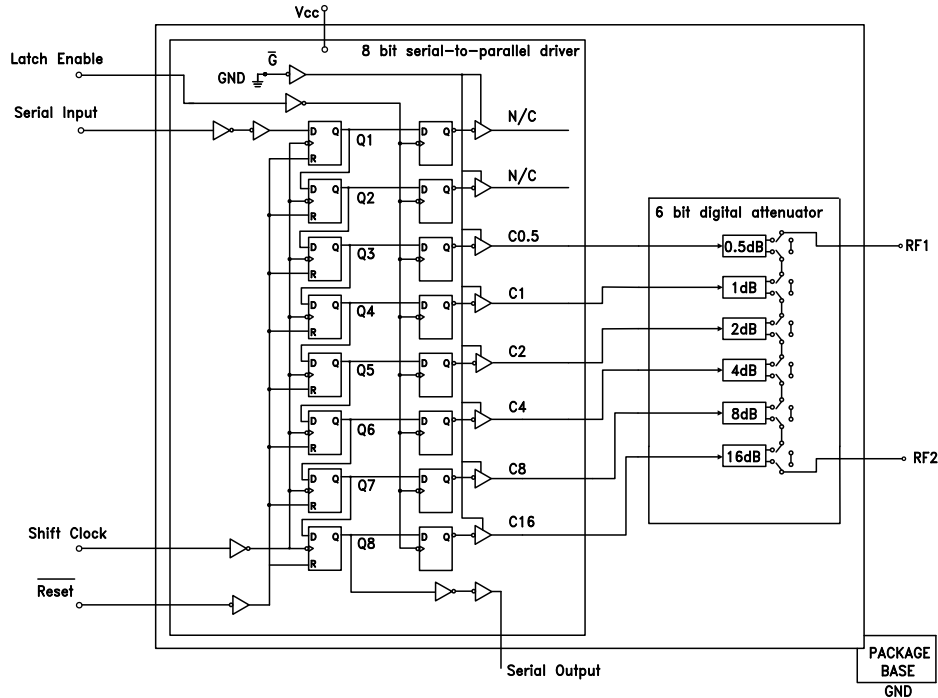 Vcc
8 bit serial-to-parallel driver
Latch Enable
G
GND
Serial Input
D Q
R
Q1
D Q
N/C
D Q
R
Q2
D Q
N/C
6 bit digital attenuator
D Q
R
Q3
D Q
C0.5
0.5dB
RF1
D Q
R
Q4
D Q
C1
1dB
D Q
R
Q5
D Q
C2
2dB
D Q
R
Q6
D Q
C4
4dB
D Q
R
Q7
D Q
C8
8dB
D Q
R
Q8
D Q
C16
16dB
RF2
Shift Clock
Reset
Serial Output
PACKAGE
BASE
GND